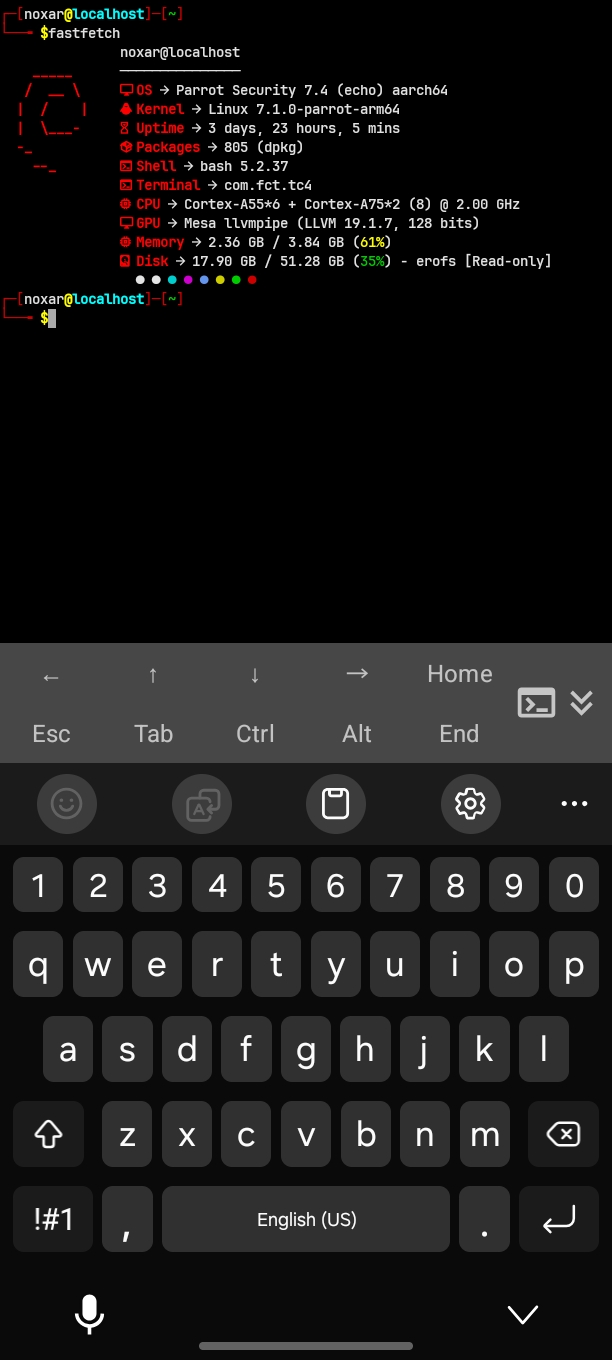 ┌─[noxar@localhost]─[~]
└──╼ $fastfetch
noxar@localhost
───────────────
OS → Parrot Security 7.4 (echo) aarch64
Kernel → Linux 7.1.0-parrot-arm64
Uptime → 3 days, 23 hours, 5 mins
Packages → 805 (dpkg)
Shell → bash 5.2.37
Terminal → com.fct.tc4
CPU → Cortex-A55*6 + Cortex-A75*2 (8) @ 2.00 GHz
GPU → Mesa llvmpipe (LLVM 19.1.7, 128 bits)
Memory → 2.36 GB / 3.84 GB (61%)
Disk → 17.90 GB / 51.28 GB (35%) - erofs [Read-only]
┌─[noxar@localhost]─[~]
└──╼ $
← ↑ ↓ → Home
Esc Tab Ctrl Alt End
1 2 3 4 5 6 7 8 9 0
q w e r t y u i o p
a s d f g h j k l
z x c v b n m
!#1 , English (US) .